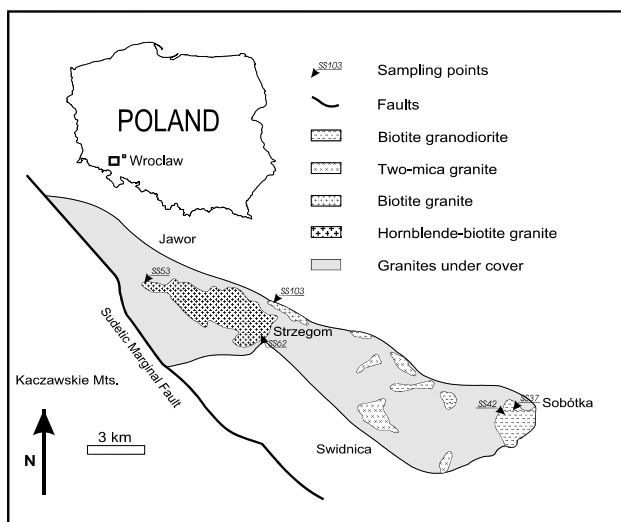 SS103
Sampling points
Faults
Biotite granodiorite
Two-mica granite
Biotite granite
Hornblende-biotite granite
Granites under cover
POLAND
Wroclaw
Jawor
SS53
SS103
Strzegom
SS62
Sudetic Marginal Fault
Kaczawskie Mts.
SS37
SS42
Sobótka
Swidnica
3 km
N